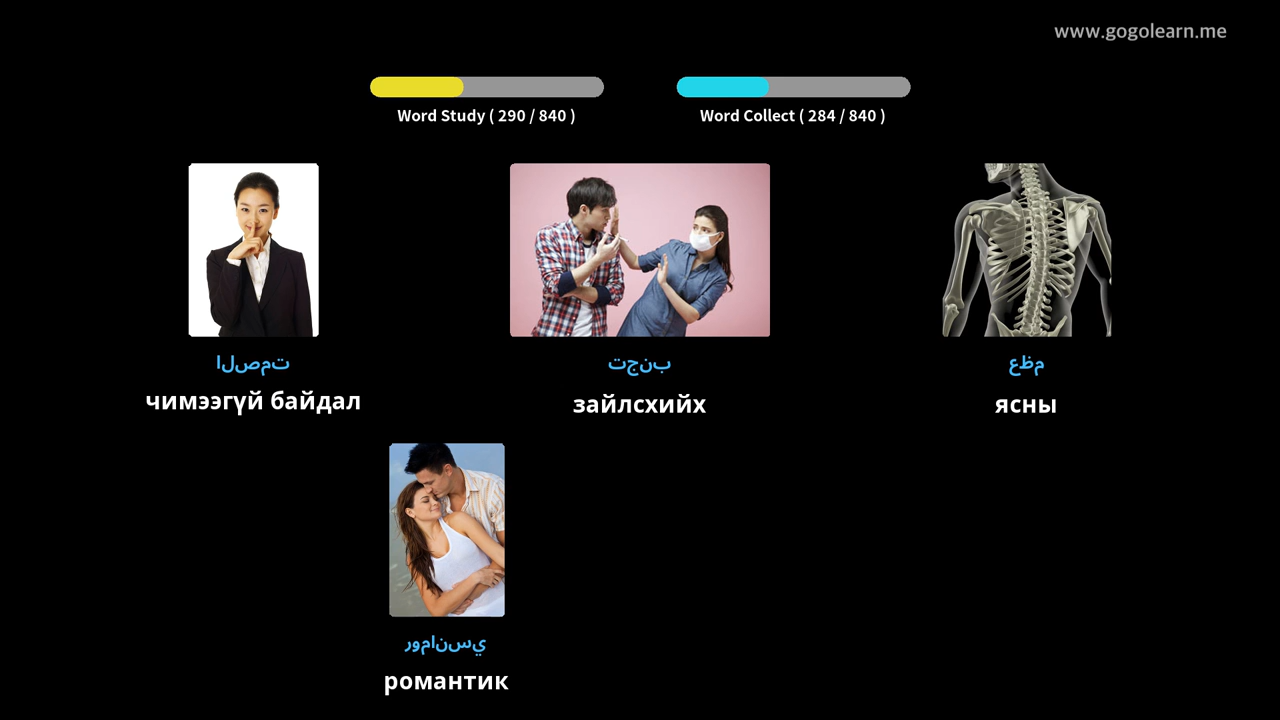 www.gogolearn.me
Word Study ( 290 / 840 )
Word Collect ( 284 / 840 )
الصمت
تجنب
عظم
чимээгүй байдал
зайлсхийх
ясны
رومانسي
романтик